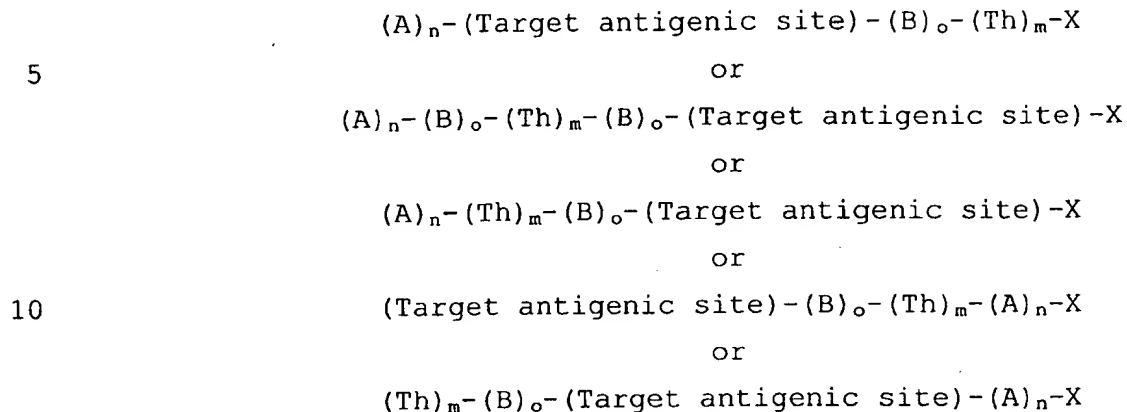 (A)n-(Target antigenic site)-(B)o-(Th)m-X
5 or
(A)n-(B)o-(Th)m-(B)o-(Target antigenic site)-X
or
(A)n-(Th)m-(B)o-(Target antigenic site)-X
or
10 (Target antigenic site)-(B)o-(Th)m-(A)n-X
or
(Th)m-(B)o-(Target antigenic site)-(A)n-X